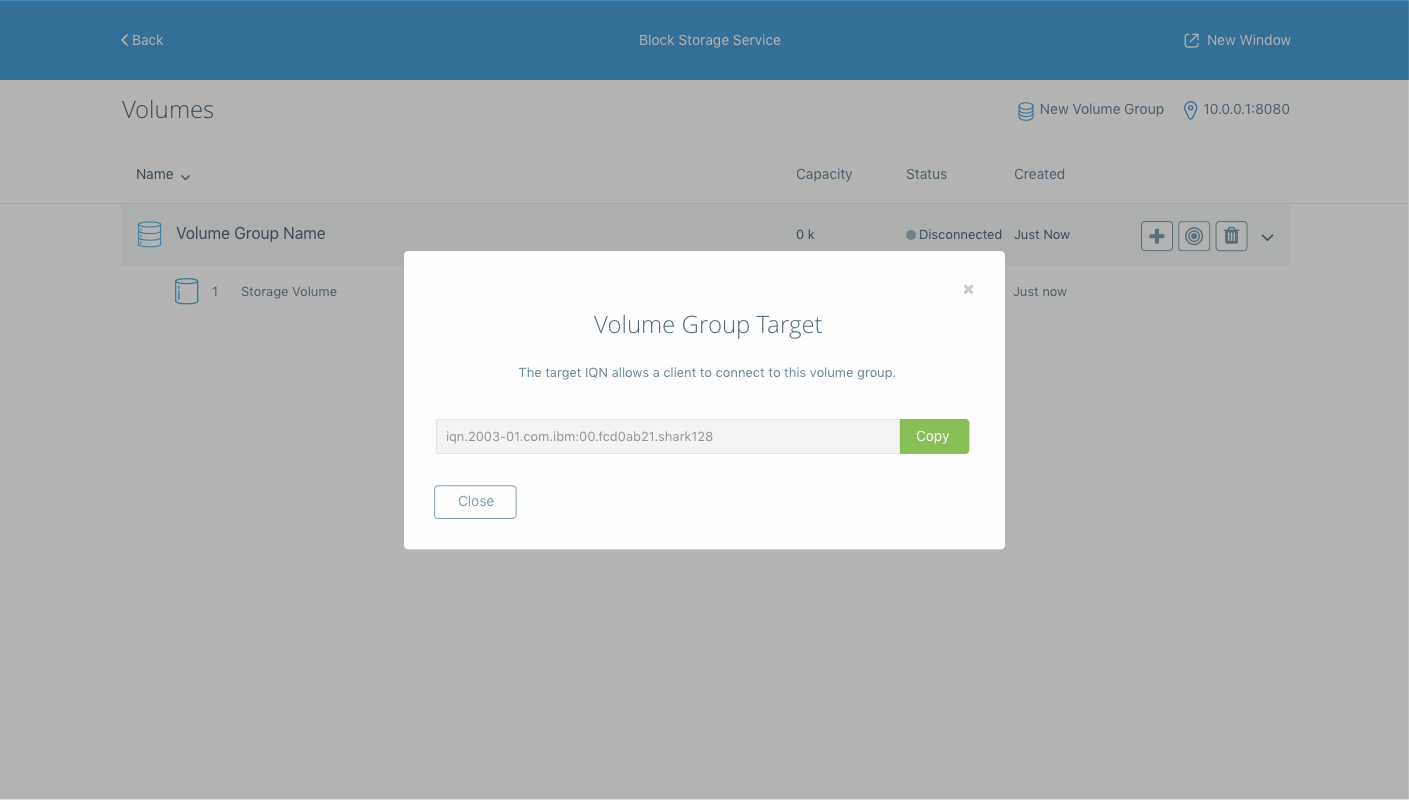 Back
Block Storage Service
New Window
Volumes
New Volume Group
10.0.0.1:8080
Name
Capacity
Status
Created
Volume Group Name
0 k
Disconnected
Just Now
1
Storage Volume
Just now
Volume Group Target
The target IQN allows a client to connect to this volume group.
iqn.2003-01.com.ibm:00.fcd0ab21.shark128
Copy
Close